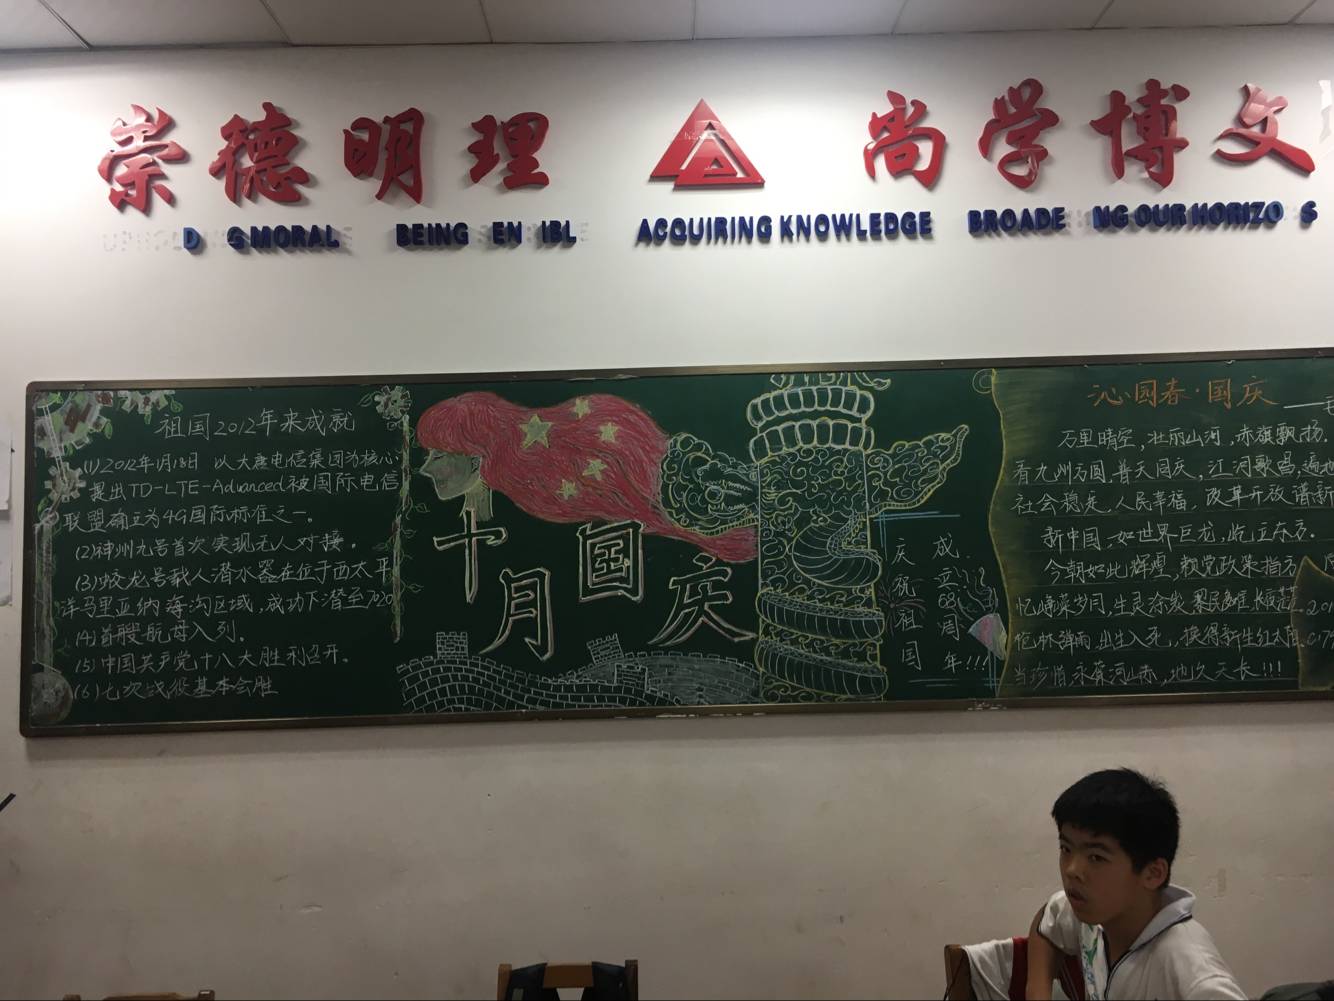 崇德明理 尚学博文
D G MORAL BEING EN IBL ACQUIRING KNOWLEDGE BROADE NG OUR HORIZO S
祖国2012年来成就
(1)2012年1月18日 以大唐电信集团为核心
提出TD-LTE-Advanced被国际电信
联盟确立为4G国际标准之一。
(2)神州九号首次实现无人对接。
(3)蛟龙号载人潜水器在位于西太平
洋马里亚纳海沟区域,成功下潜至7020
(4)首艘航母入列。
(5)中国共产党十八大胜利召开。
(6)七次战役基本会胜
十月国庆
庆祝祖国
成立68周年!!!
沁园春·国庆
万里晴空,壮丽山河,赤旗飘扬.
看九州方圆,普天同庆,江河歌唱,遍地
社会稳定,人民幸福,改革开放谱新
新中国,如世界巨龙,屹立东方.
今朝如此辉煌,赖党政策指方
忆峥嵘岁月,生灵涂炭
弹雨,出生入死,换得新生红太阳.
当珍惜,永葆河山赤,地久天长!!!